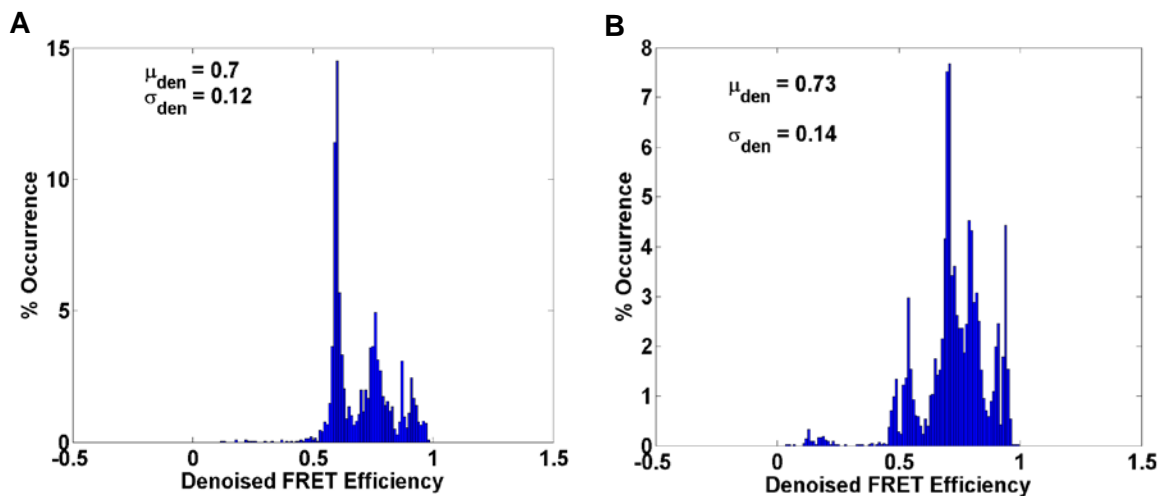 A
μden = 0.7
σden = 0.12
15
10
5
0
% Occurrence
-0.5 0 0.5 1 1.5
Denoised FRET Efficiency
B
μden = 0.73
σden = 0.14
8
7
6
5
4
3
2
1
0
% Occurrence
-0.5 0 0.5 1 1.5
Denoised FRET Efficiency